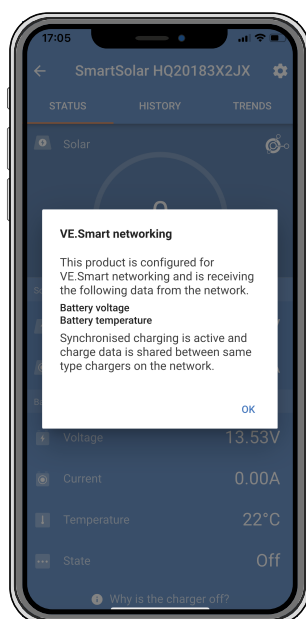 17:05
SmartSolar HQ20183X2JX
STATUS HISTORY TRENDS
Solar
VE.Smart networking
This product is configured for
VE.Smart networking and is receiving
the following data from the network.
Battery voltage
Battery temperature
Synchronised charging is active and
charge data is shared between same
type chargers on the network.
OK
Voltage 13.53V
Current 0.00A
Temperature 22°C
State Off
Why is the charger off?